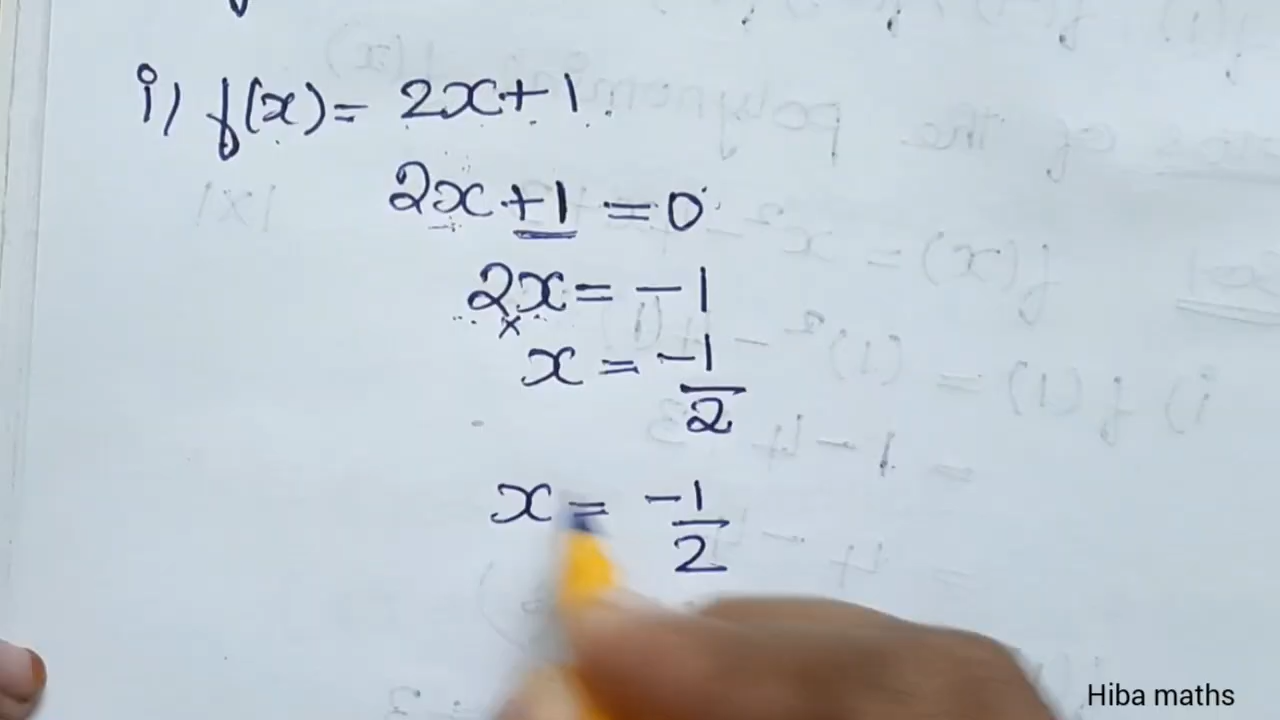 i) f(x) = 2x + 1
2x + 1 = 0
2x = -1
x = -1/2
x = -1/2
Hiba maths